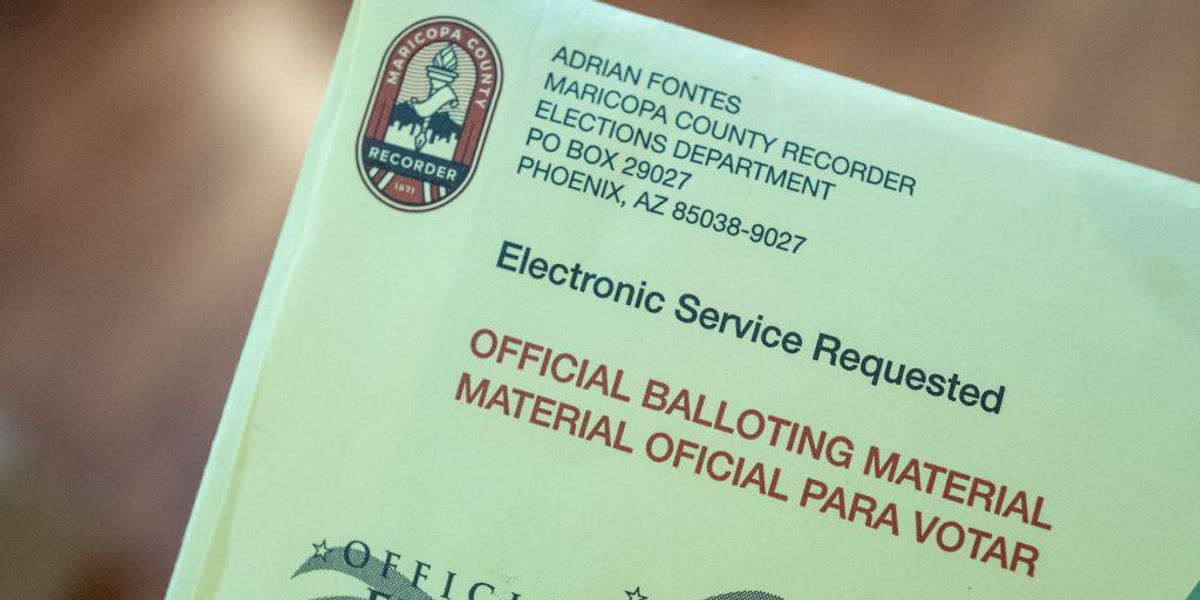 MARICOPA COUNTY
RECORDER
1871
ADRIAN FONTES
MARICOPA COUNTY RECORDER
ELECTIONS DEPARTMENT
PO BOX 29027
PHOENIX, AZ 85038-9027
Electronic Service Requested
OFFICIAL BALLOTING MATERIAL
MATERIAL OFICIAL PARA VOTAR